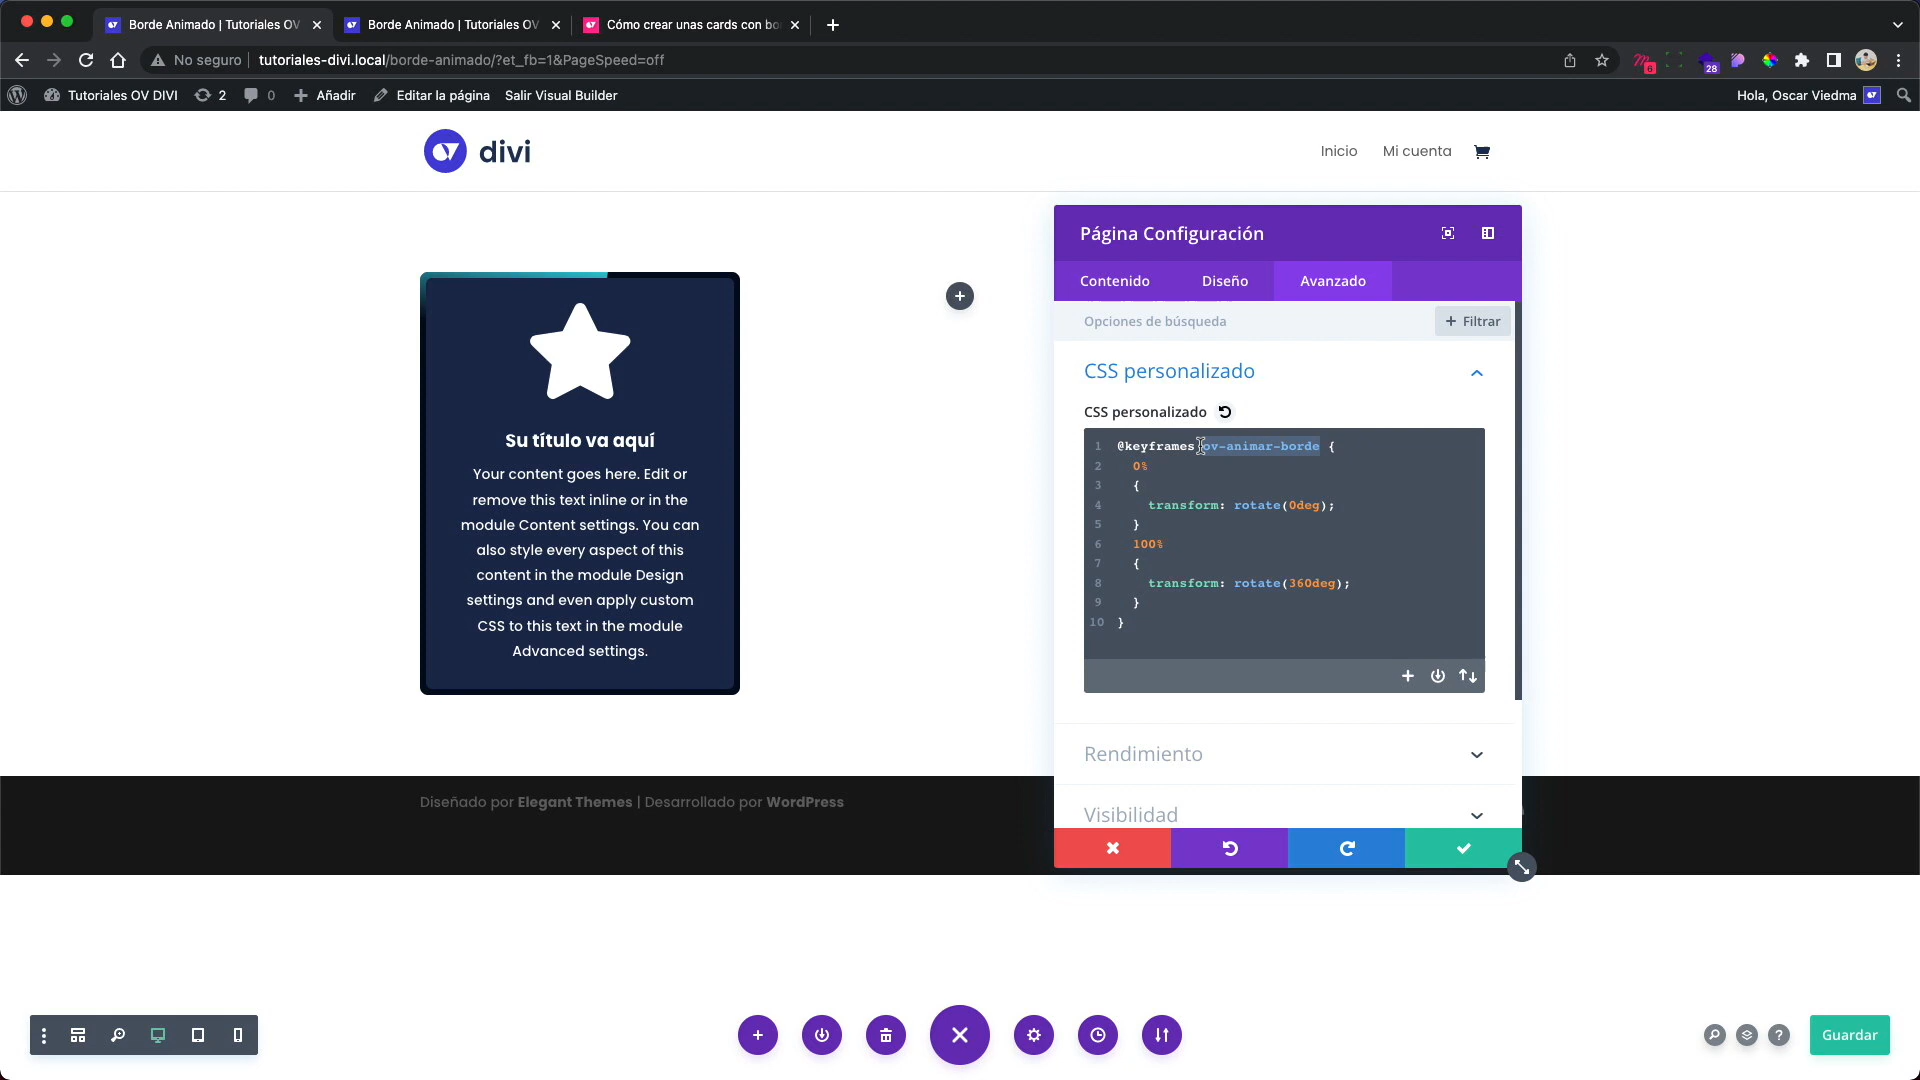 Borde Animado | Tutoriales OV
Borde Animado | Tutoriales OV
Cómo crear unas cards con bo
No seguro
tutoriales-divi.local/borde-animado/?et_fb=1&PageSpeed=off
6
28
Tutoriales OV DIVI
2
0
Añadir
Editar la página
Salir Visual Builder
Hola, Oscar Viedma
divi
Inicio
Mi cuenta
Su título va aquí
Your content goes here. Edit or
remove this text inline or in the
module Content settings. You can
also style every aspect of this
content in the module Design
settings and even apply custom
CSS to this text in the module
Advanced settings.
Página Configuración
Contenido
Diseño
Avanzado
Opciones de búsqueda
+ Filtrar
CSS personalizado
CSS personalizado
1 @keyframes ov-animar-borde {
2 0%
3 {
4 transform: rotate(0deg);
5 }
6 100%
7 {
8 transform: rotate(360deg);
9 }
10 }
Rendimiento
Visibilidad
Diseñado por Elegant Themes | Desarrollado por WordPress
Guardar